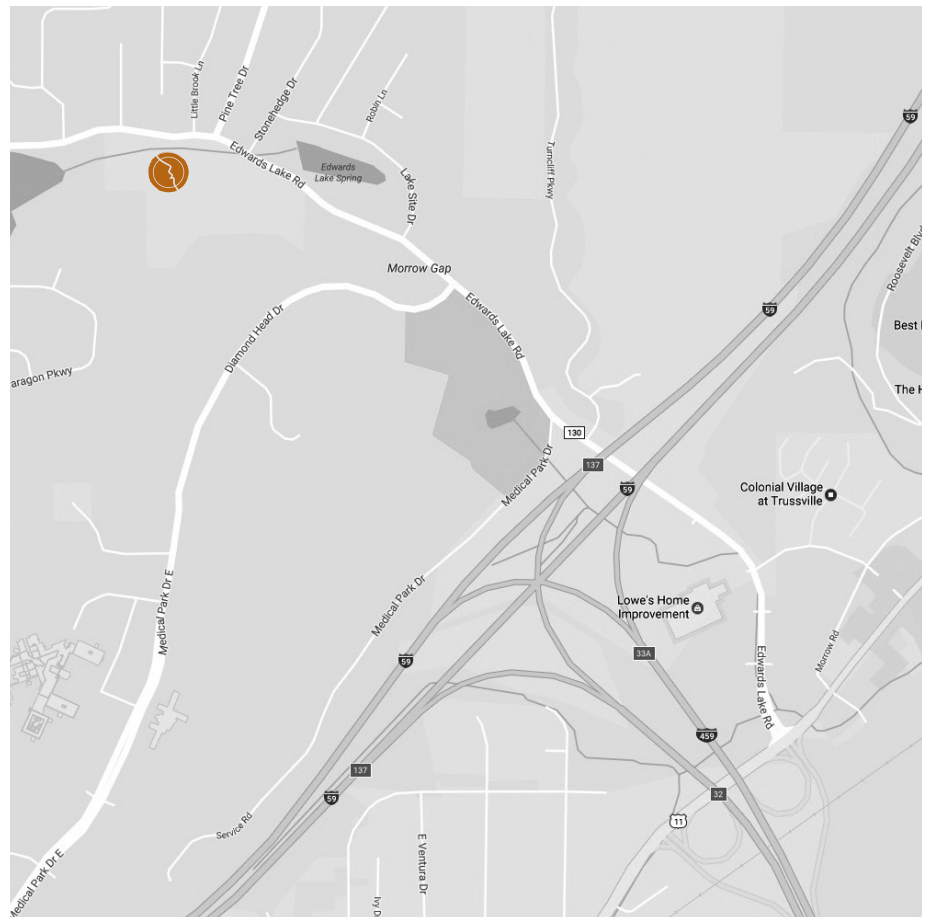 59
Little Brook Ln
Pine Tree Dr
Stonehedge Dr
Robin Ln
Edwards Lake Rd
Edwards
Lake Spring
Lake Site Dr
Turncliff Pkwy
Roosevelt Blv
Morrow Gap
59
Edwards Lake Rd
Diamond Head Dr
Best
The H
aragon Pkwy
130
137
Medical Park Dr
59
Colonial Village
at Trussville
Medical Park Dr E
Medical Park Dr
Lowe's Home
Improvement
Morrow Rd
33A
59
Edwards Lake Rd
459
137
59
32
Service Rd
11
E Ventura Dr
Medical Park Dr E
Ivy D